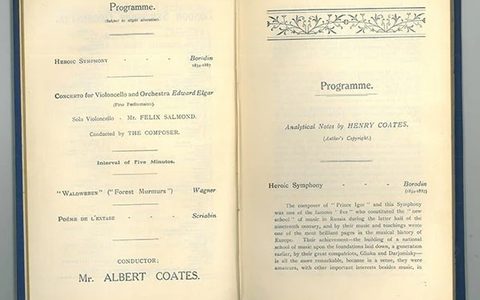 Programme.
(Subject to slight alteration)
Heroic Symphony - - - Borodin
1834-1887
Concerto for Violoncello and Orchestra Edward Elgar
(First Performance).
Solo Violoncello - Mr. FELIX SALMOND.
Conducted by THE COMPOSER.
Interval of Five Minutes.
"Waldweben" ("Forest Murmurs") Wagner
Poème de l'extase - - Scriabin
CONDUCTOR:
Mr. ALBERT COATES.
Programme.
Analytical Notes by HENRY COATES.
(Author's Copyright.)
Heroic Symphony - - - Borodin
(1834-1887)
The composer of "Prince Igor" and this Symphony
was one of the famous "five" who constituted the "new
school" of music in Russia during the latter half of the
nineteenth century, and by their music and teachings wrote
one of the most brilliant pages in the musical history of
Europe. Their achievement—the building of a national
school of music upon the foundations laid down, a generation
earlier, by their great compatriots, Glinka and Darjomisky—
is all the more remarkable, because in a sense, they were
amateurs, with other important interests besides music, in